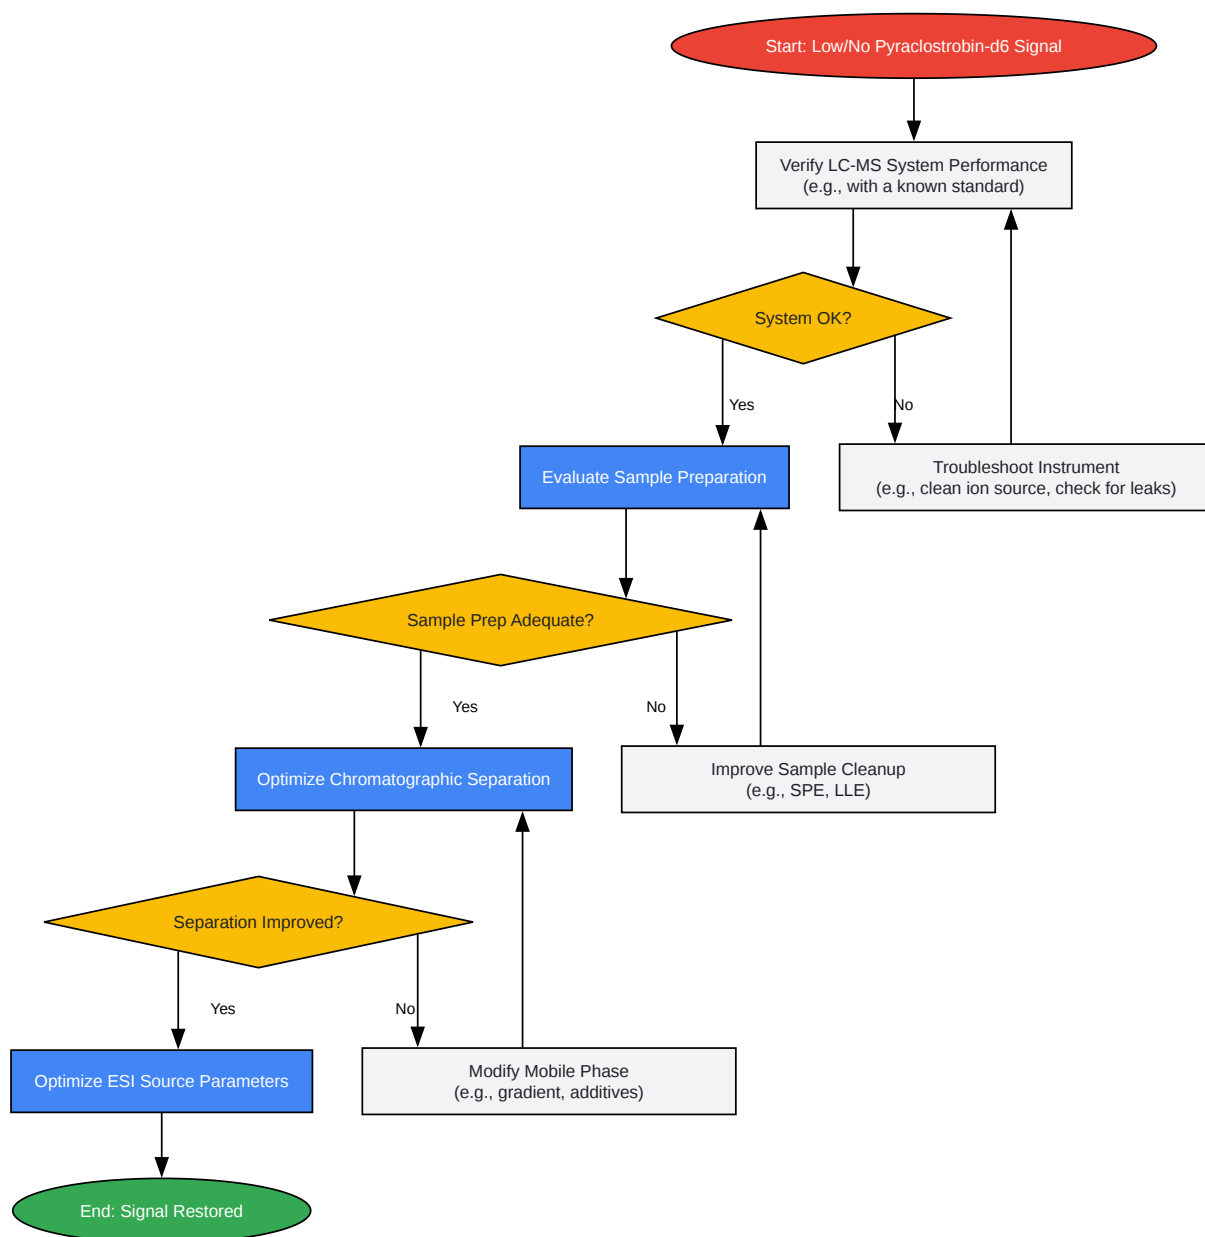 Start: Low/No Pyraclostrobin-d6 Signal
Verify LC-MS System Performance
(e.g., with a known standard)
System OK?
Yes
No
Evaluate Sample Preparation
Troubleshoot Instrument
(e.g., clean ion source, check for leaks)
Sample Prep Adequate?
Yes
No
Optimize Chromatographic Separation
Improve Sample Cleanup
(e.g., SPE, LLE)
Separation Improved?
Yes
No
Optimize ESI Source Parameters
Modify Mobile Phase
(e.g., gradient, additives)
End: Signal Restored